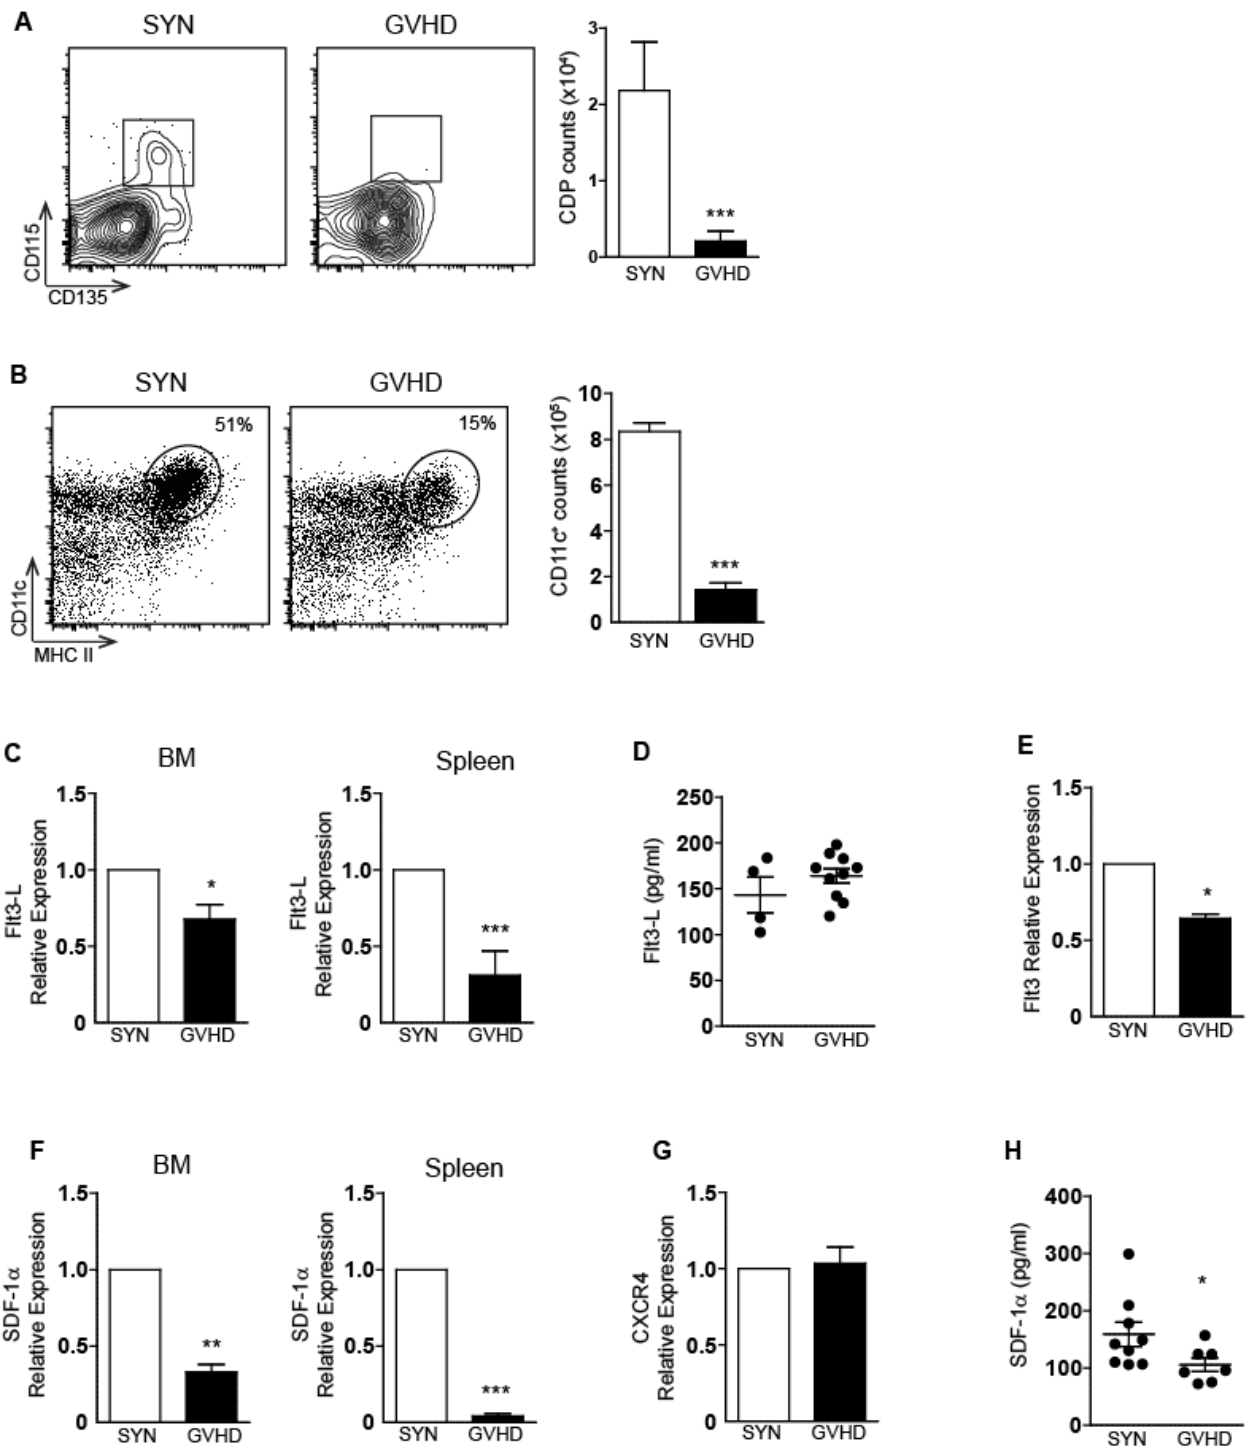 A
SYN
GVHD
CD115
CD135
CDP counts (x10⁴)
3
2
1
0
***
SYN
GVHD
B
SYN
GVHD
51%
15%
CD11c
MHC II
CD11c⁺ counts (x10⁵)
10
8
6
4
2
0
***
SYN
GVHD
C
BM
Flt3-L
Relative Expression
1.5
1.0
0.5
0
*
SYN
GVHD
Spleen
Flt3-L
Relative Expression
1.5
1.0
0.5
0
***
SYN
GVHD
D
Flt3-L (pg/ml)
250
200
150
100
50
0
SYN
GVHD
E
Flt3 Relative Expression
1.5
1.0
0.5
0
*
SYN
GVHD
F
BM
SDF-1α
Relative Expression
1.5
1.0
0.5
0
**
SYN
GVHD
Spleen
SDF-1α
Relative Expression
1.5
1.0
0.5
0
***
SYN
GVHD
G
CXCR4
Relative Expression
1.5
1.0
0.5
0
SYN
GVHD
H
SDF-1α (pg/ml)
400
300
200
100
0
*
SYN
GVHD